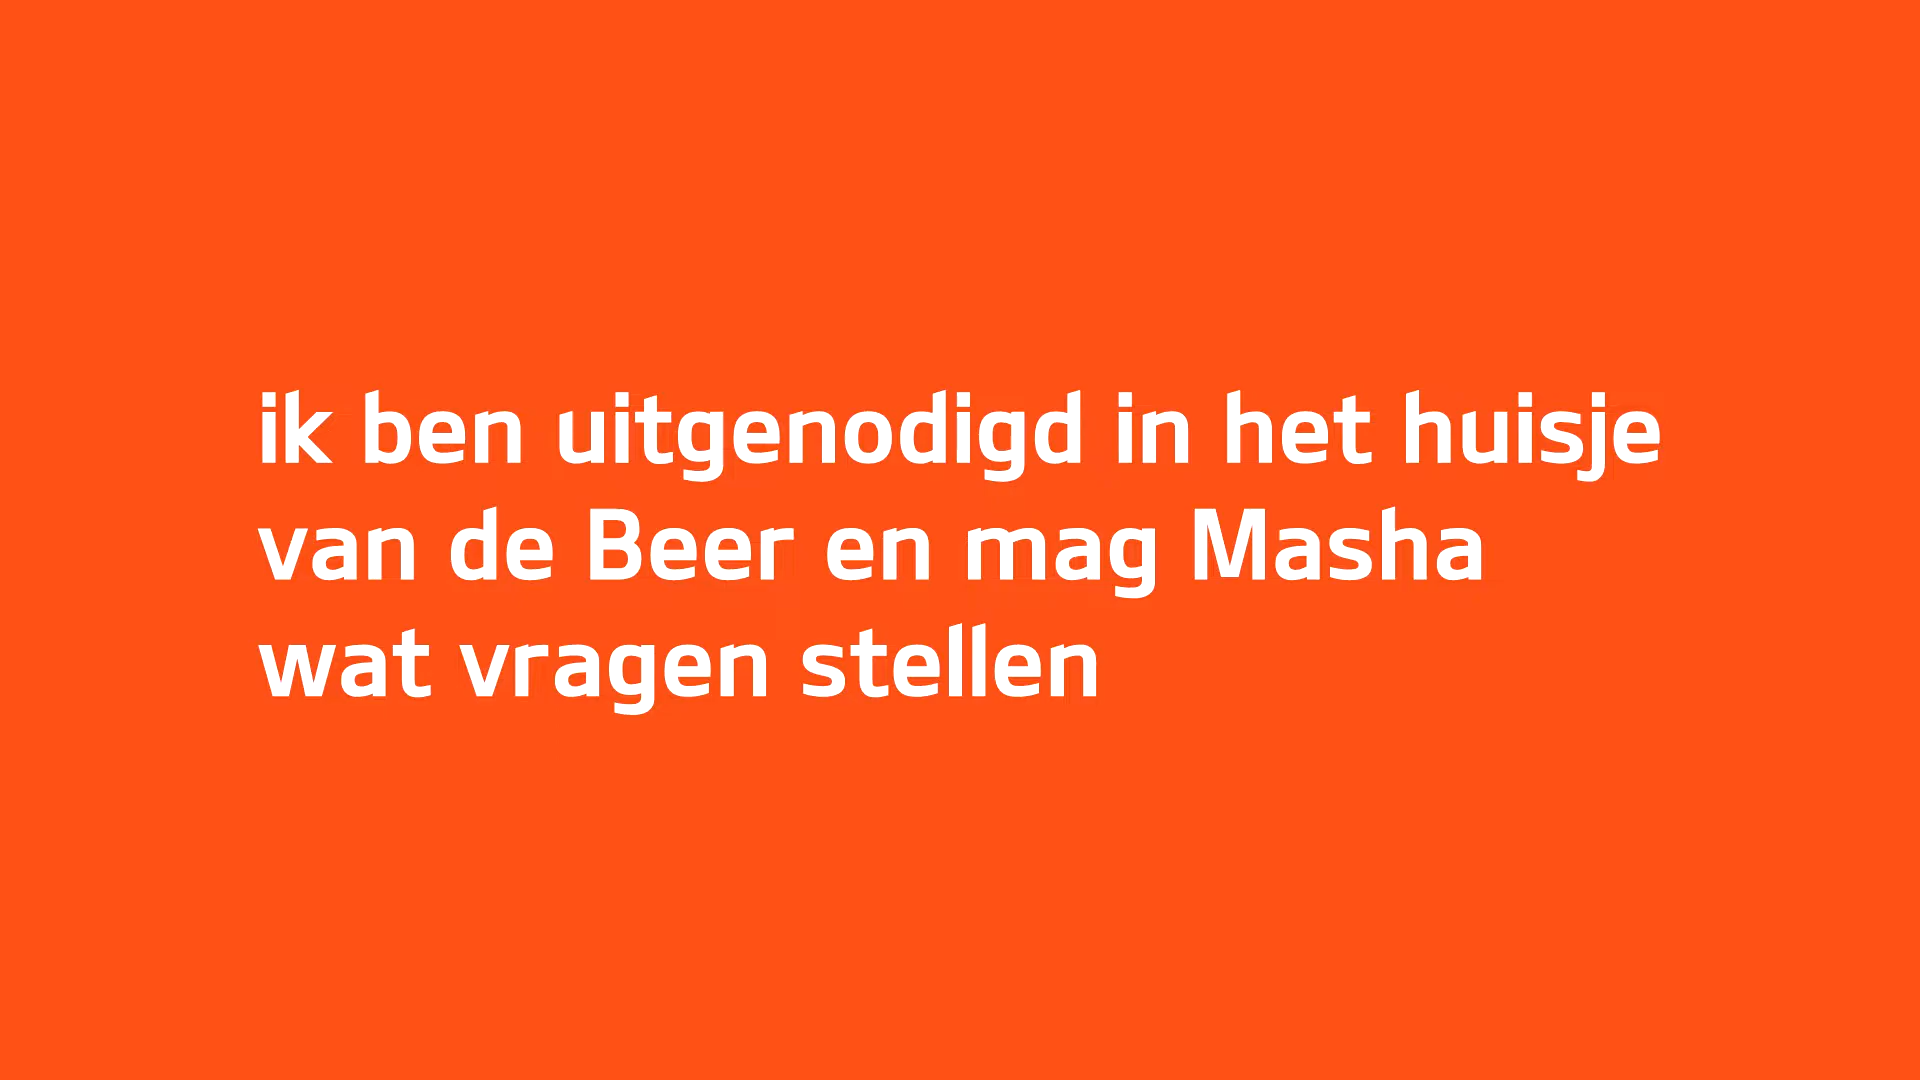 ik ben uitgenodigd in het huisje
van de Beer en mag Masha
wat vragen stellen